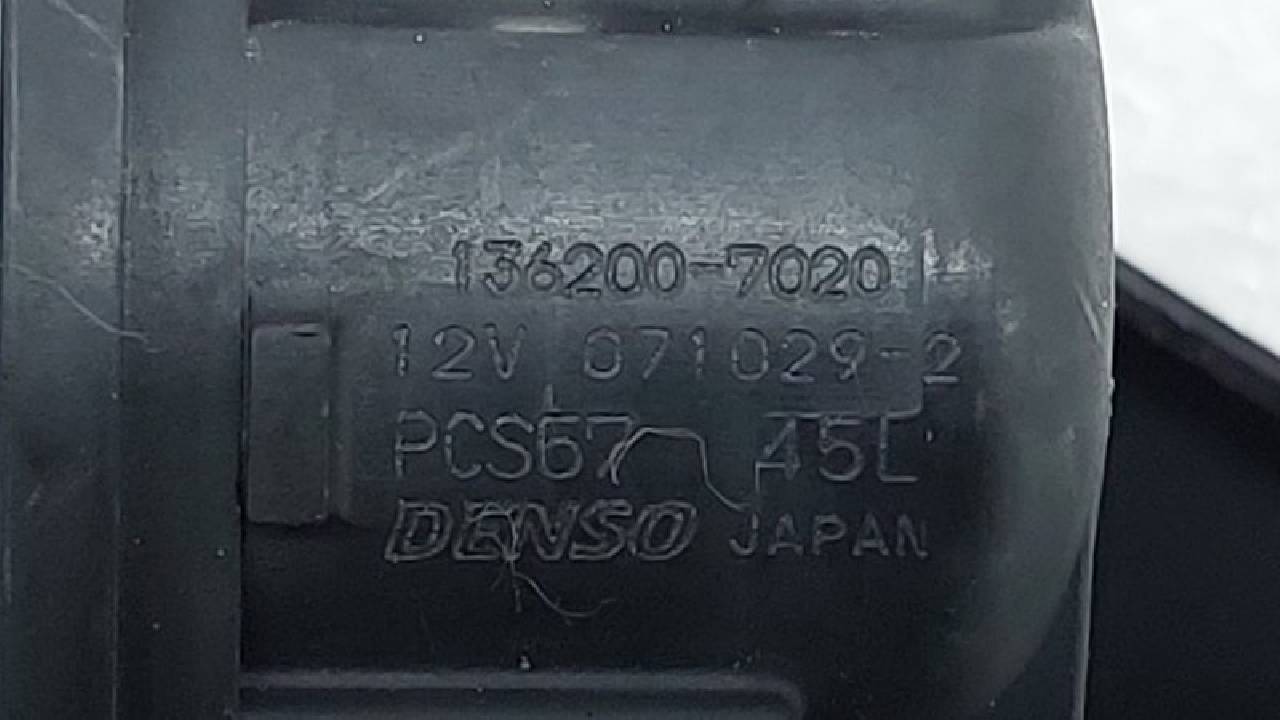 136200-7020
12V 071029-2
PCS67 45L
DENSO JAPAN